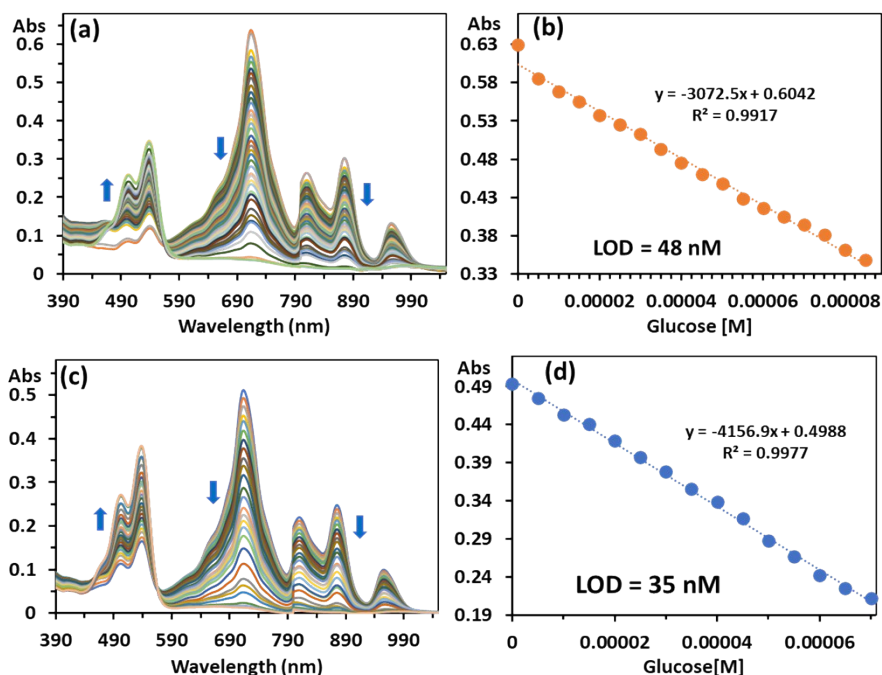 Abs
(a)
0.6
0.5
0.4
0.3
0.2
0.1
0
390 490 590 690 790 890 990
Wavelength (nm)
Abs
(b)
0.63
0.58
0.53
0.48
0.43
0.38
0.33
y = -3072.5x + 0.6042
R² = 0.9917
LOD = 48 nM
0 0.00002 0.00004 0.00006 0.00008
Glucose [M]
Abs
(c)
0.5
0.4
0.3
0.2
0.1
0
390 490 590 690 790 890 990
Wavelength (nm)
Abs
(d)
0.49
0.44
0.39
0.34
0.29
0.24
0.19
y = -4156.9x + 0.4988
R² = 0.9977
LOD = 35 nM
0 0.00002 0.00004 0.00006
Glucose[M]